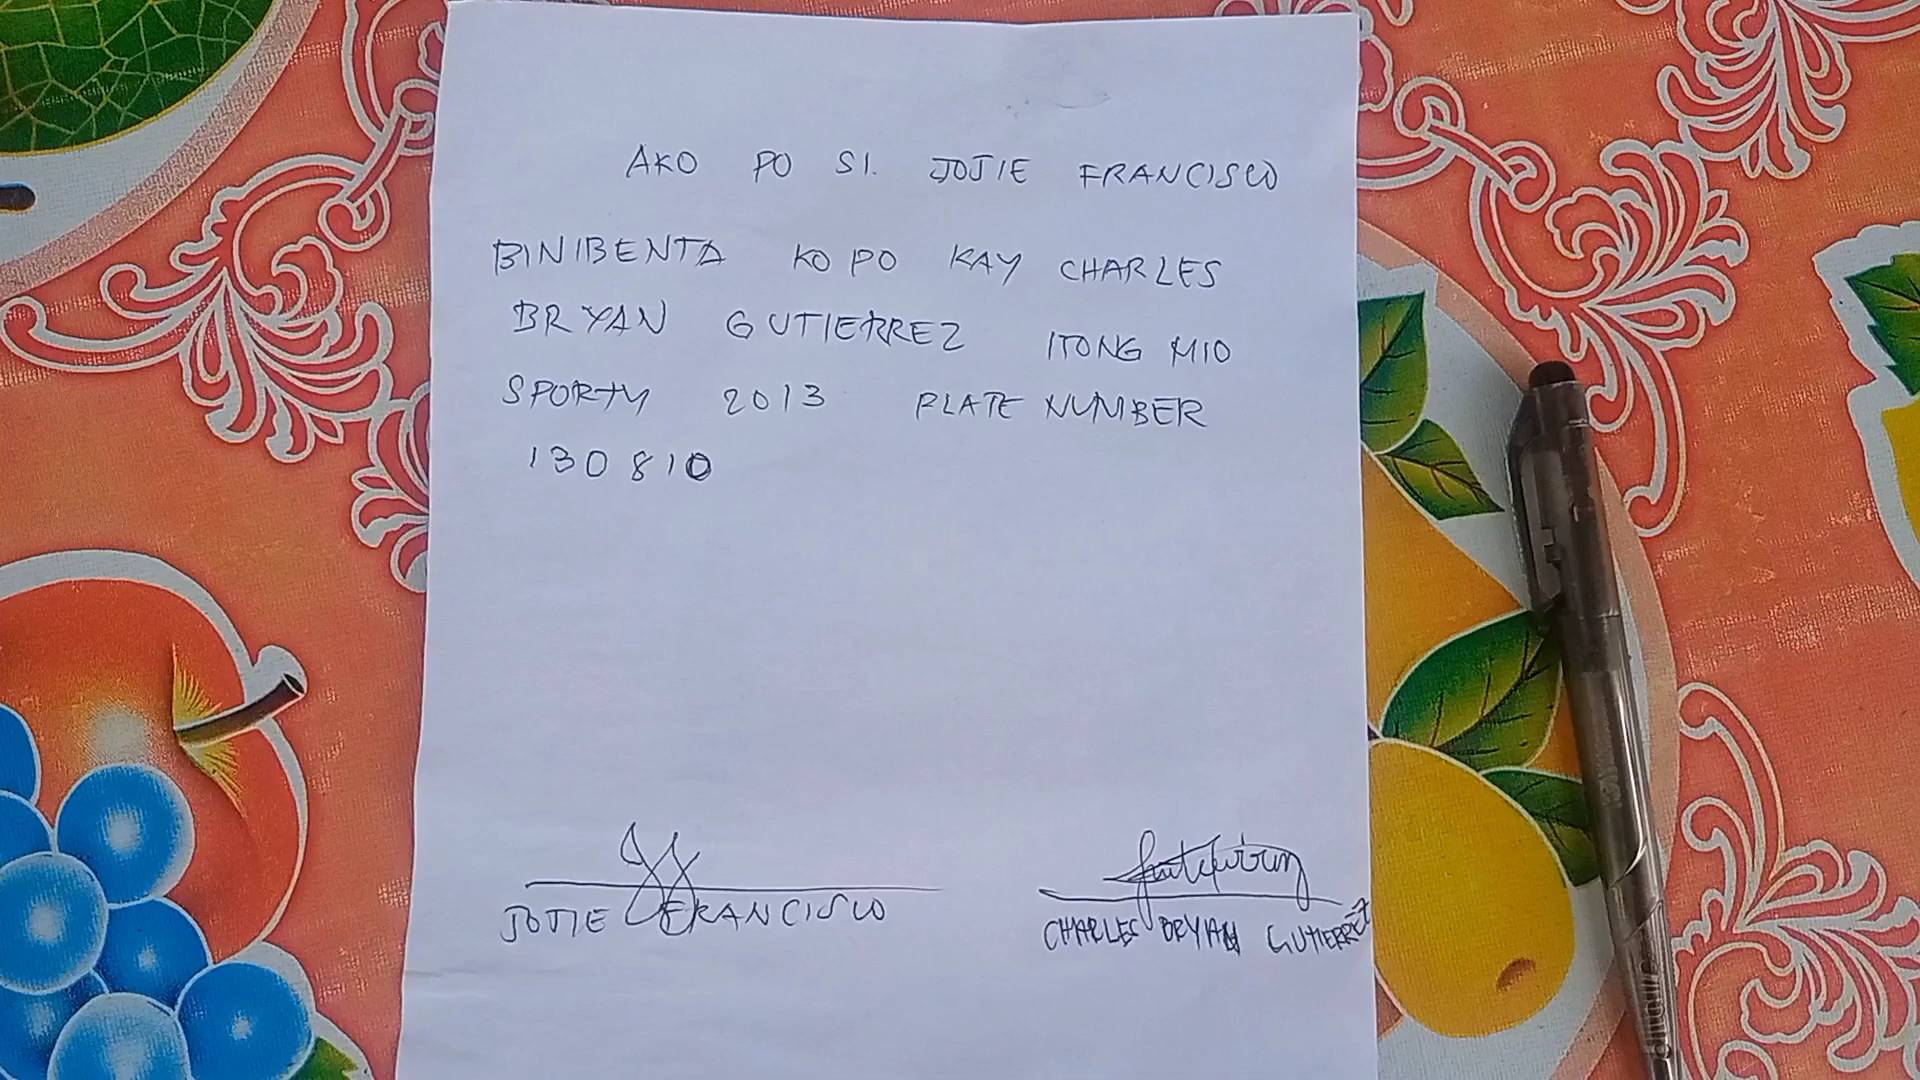 AKO PO SI. JOJIE FRANCISCO
BINIBENTA KO PO KAY CHARLES
BRYAN GUTIERREZ ITONG MIO
SPORTY 2013 PLATE NUMBER
130810
JOJIE FRANCISCO
CHARLES BRYAN GUTIERREZ